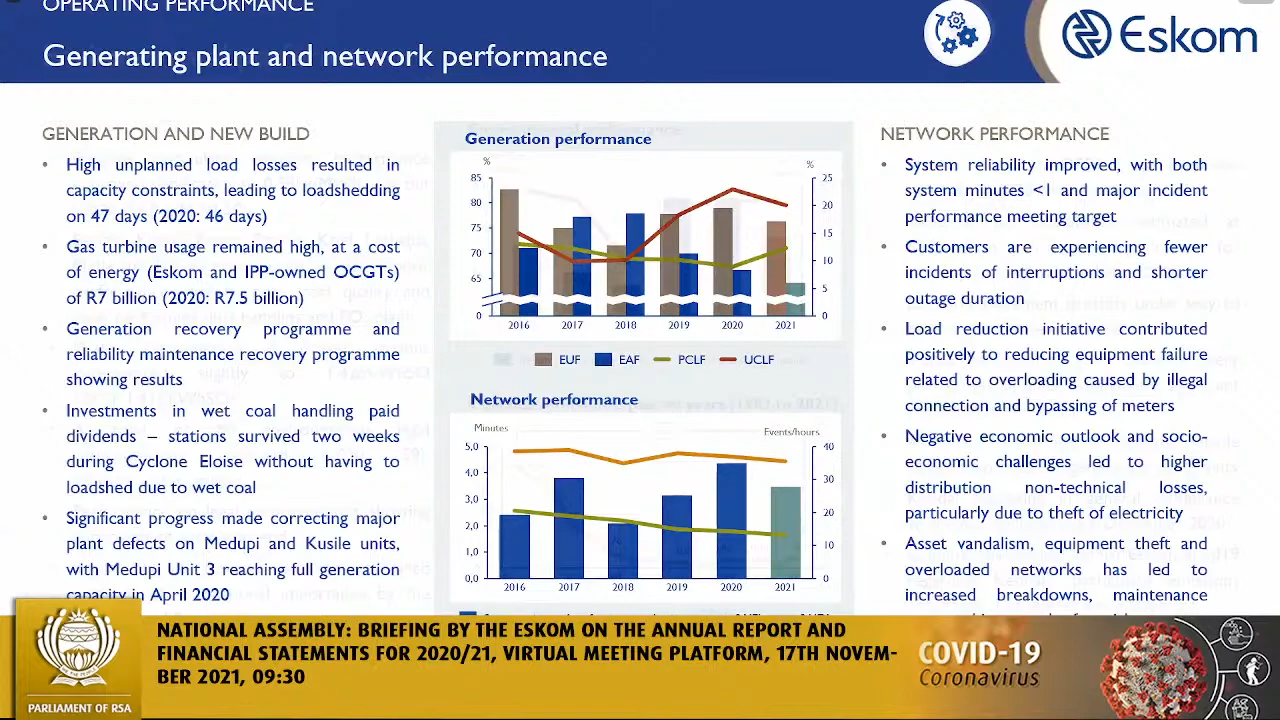 OPERATING PERFORMANCE
Generating plant and network performance
Eskom
GENERATION AND NEW BUILD
• High unplanned load losses resulted in
capacity constraints, leading to loadshedding
on 47 days (2020: 46 days)
• Gas turbine usage remained high, at a cost
of energy (Eskom and IPP-owned OCGTs)
of R7 billion (2020: R7.5 billion)
• Generation recovery programme and
reliability maintenance recovery programme
showing results
• Investments in wet coal handling paid
dividends – stations survived two weeks
during Cyclone Eloise without having to
loadshed due to wet coal
• Significant progress made correcting major
plant defects on Medupi and Kusile units,
with Medupi Unit 3 reaching full generation
capacity in April 2020
Generation performance
% %
85 25
80 20
75 15
70 10
65 5
0 0
2016 2017 2018 2019 2020 2021
EUF EAF PCLF UCLF
Network performance
Minutes Events/hours
5,0 40
4,0 30
3,0
2,0 20
1,0 10
0,0 0
2016 2017 2018 2019 2020 2021
NETWORK PERFORMANCE
• System reliability improved, with both
system minutes <1 and major incident
performance meeting target
• Customers are experiencing fewer
incidents of interruptions and shorter
outage duration
• Load reduction initiative contributed
positively to reducing equipment failure
related to overloading caused by illegal
connection and bypassing of meters
• Negative economic outlook and socio-
economic challenges led to higher
distribution non-technical losses,
particularly due to theft of electricity
• Asset vandalism, equipment theft and
overloaded networks has led to
increased breakdowns, maintenance
PARLIAMENT OF RSA
NATIONAL ASSEMBLY: BRIEFING BY THE ESKOM ON THE ANNUAL REPORT AND
FINANCIAL STATEMENTS FOR 2020/21, VIRTUAL MEETING PLATFORM, 17TH NOVEM-
BER 2021, 09:30
COVID-19
Coronavirus